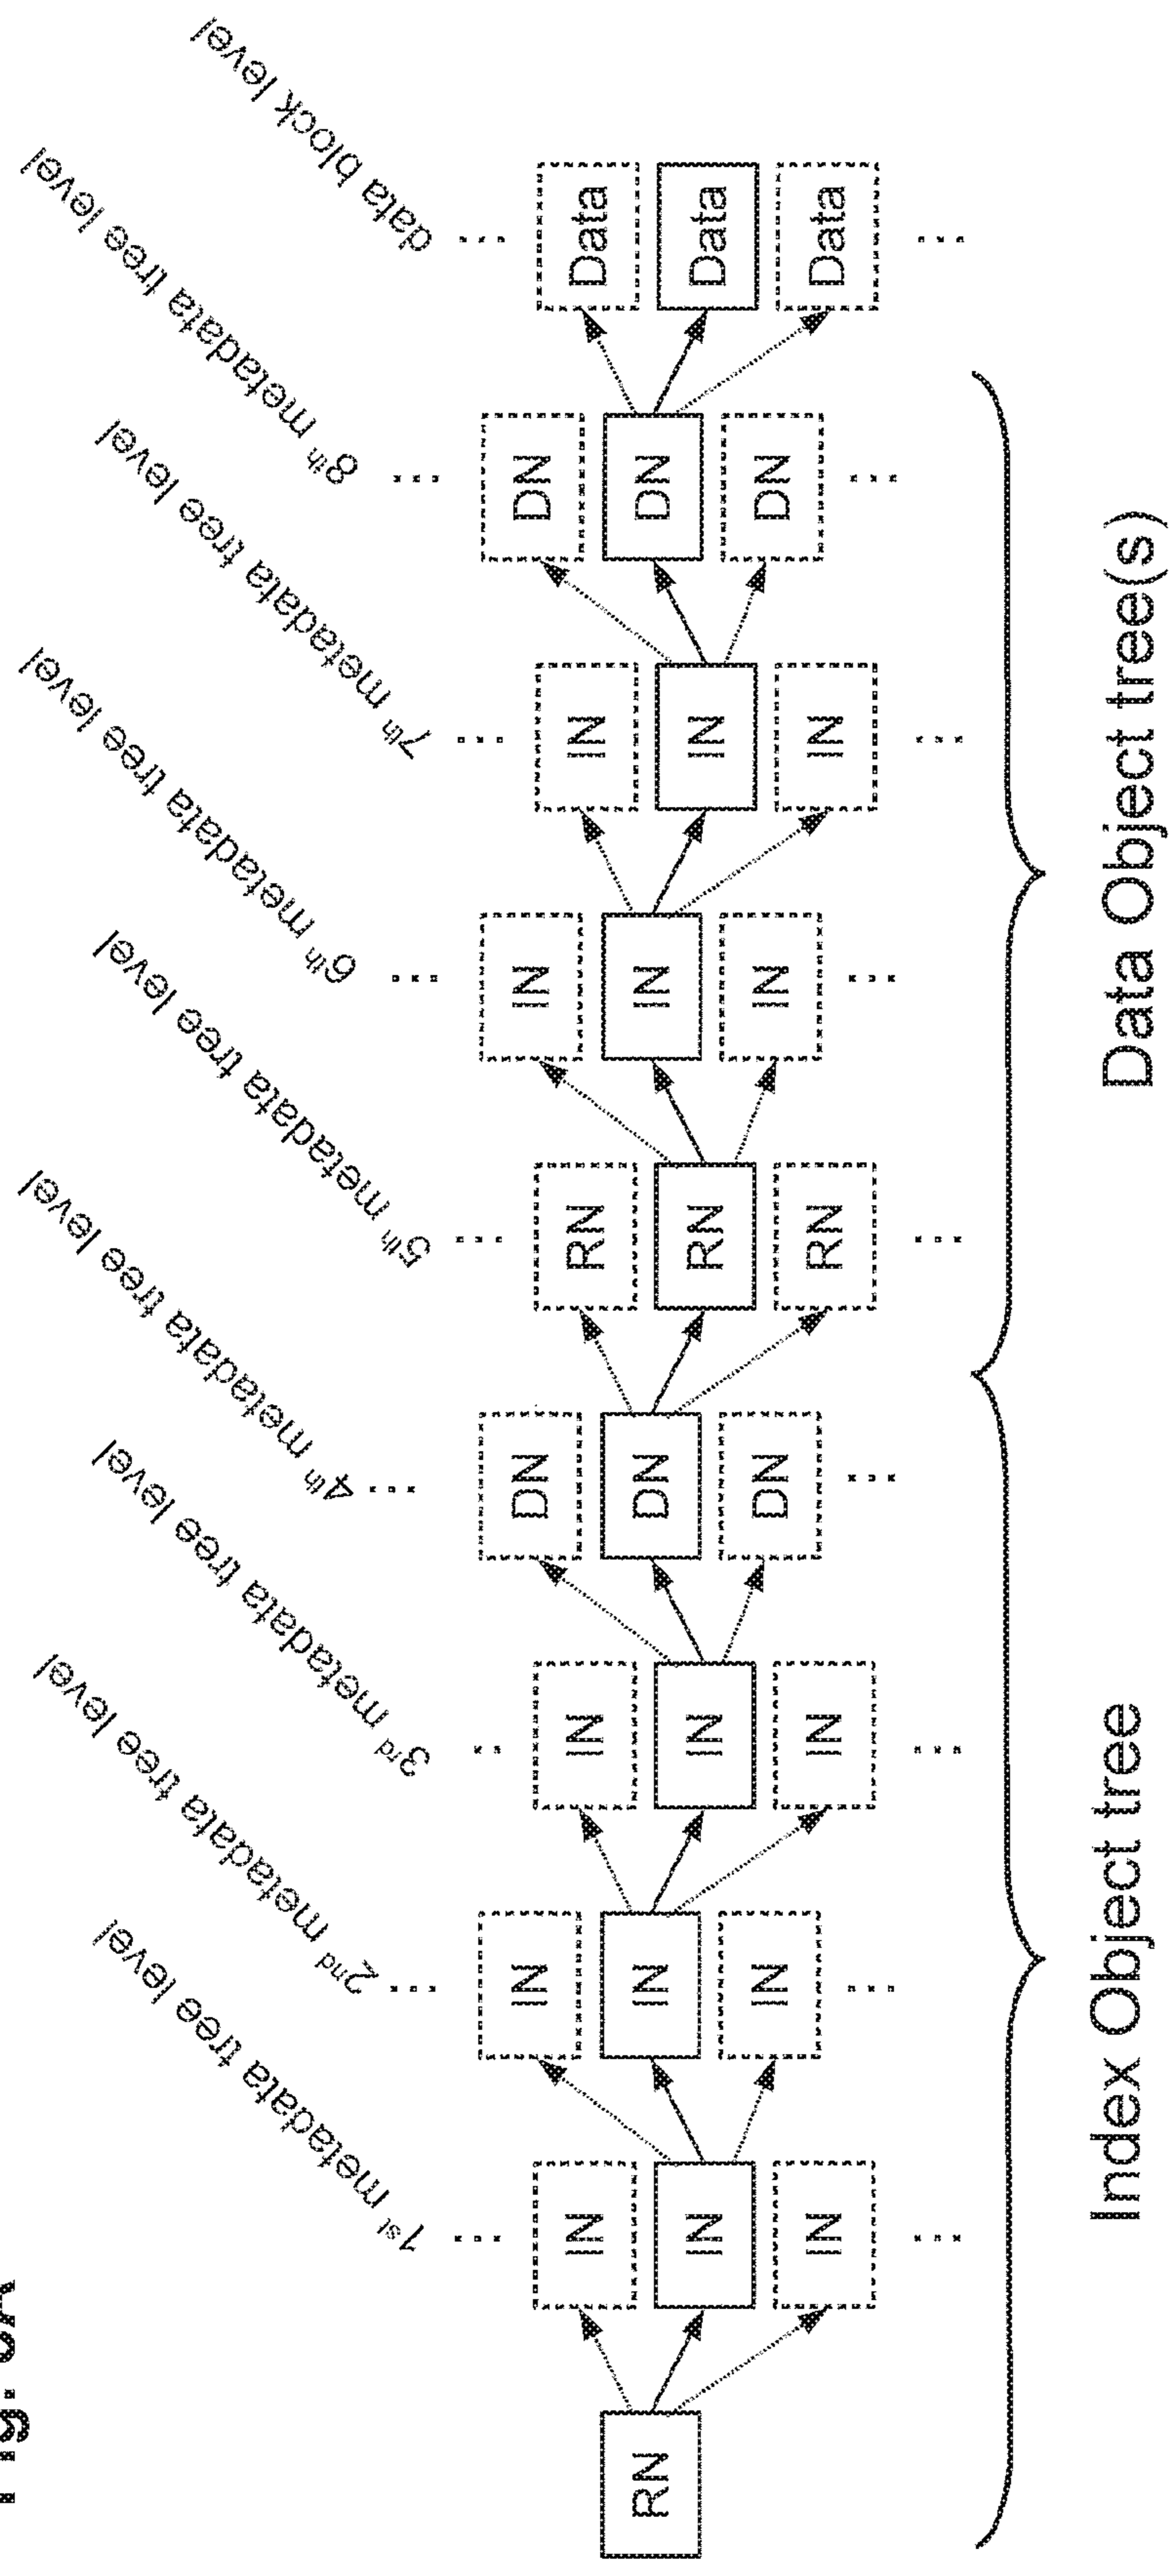 1st metadata tree level
2nd metadata tree level
3rd metadata tree level
4th metadata tree level
5th metadata tree level
6th metadata tree level
7th metadata tree level
8th metadata tree level
data block level
RN
IN
IN
IN
IN
IN
IN
IN
IN
IN
DN
DN
DN
RN
RN
RN
IN
IN
IN
IN
IN
IN
DN
DN
DN
Data
Data
Data
Index Object tree
Data Object tree(s)